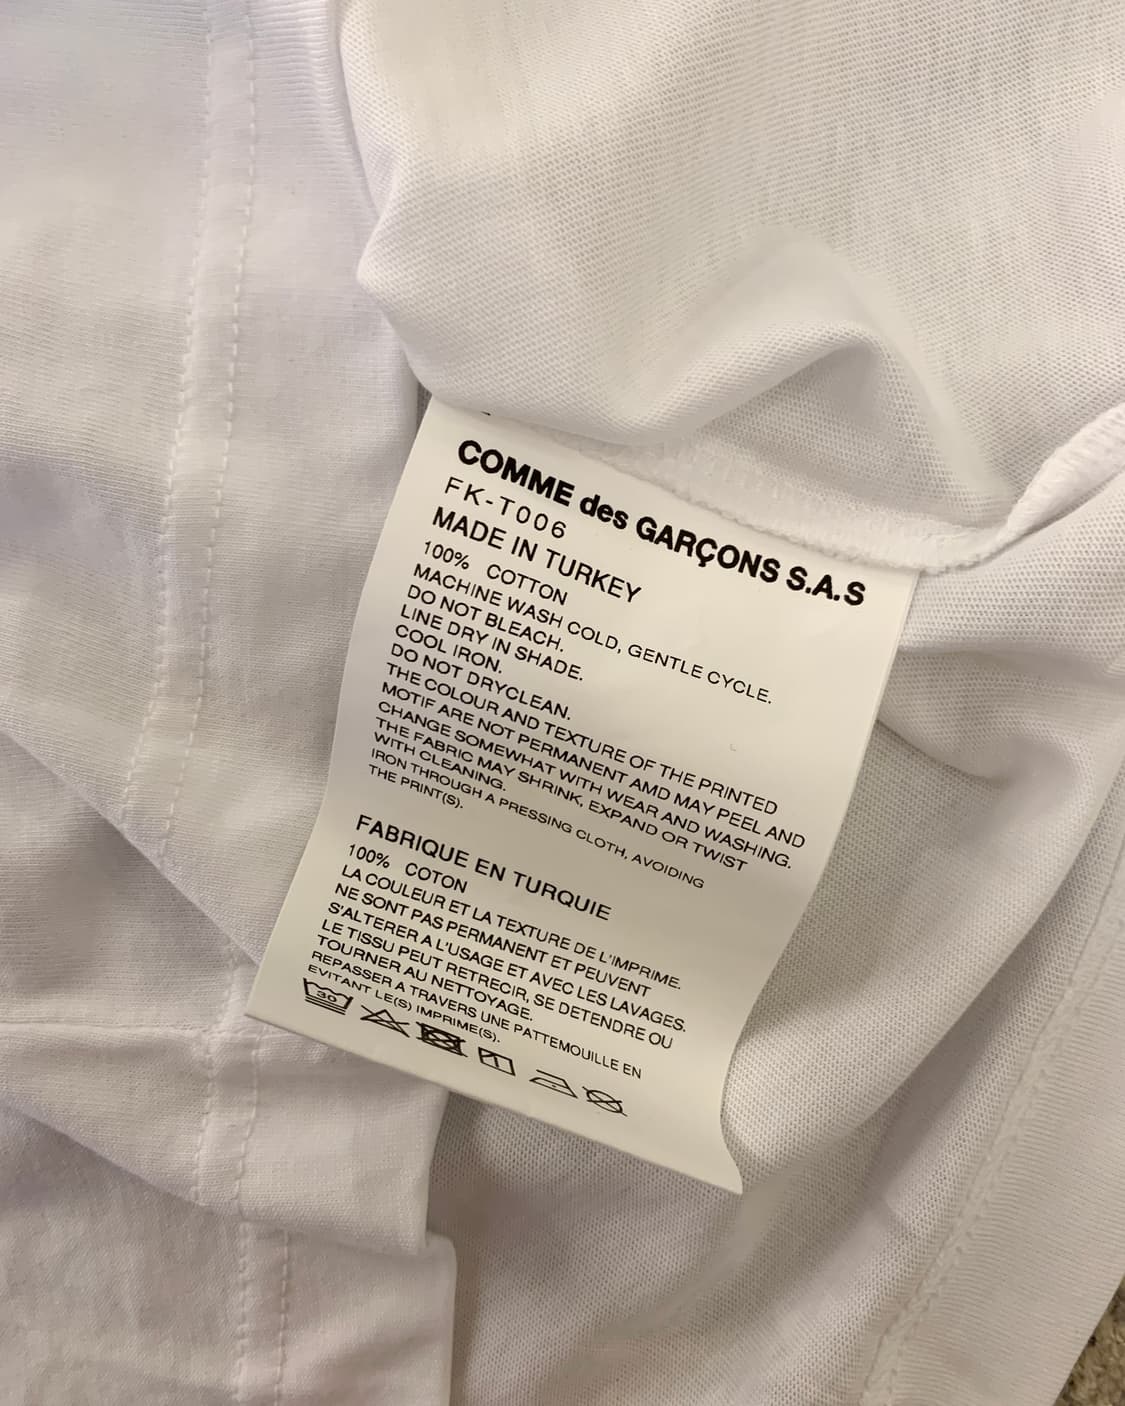 COMME des GARÇONS S.A.S
FK-T006
MADE IN TURKEY
100% COTTON
MACHINE WASH COLD, GENTLE CYCLE.
DO NOT BLEACH.
LINE DRY IN SHADE.
COOL IRON.
DO NOT DRYCLEAN.
THE COLOUR AND TEXTURE OF THE PRINTED
MOTIF ARE NOT PERMANENT AMD MAY PEEL AND
CHANGE SOMEWHAT WITH WEAR AND WASHING.
THE FABRIC MAY SHRINK, EXPAND OR TWIST
WITH CLEANING.
IRON THROUGH A PRESSING CLOTH, AVOIDING
THE PRINT(S).
FABRIQUE EN TURQUIE
100% COTON
LA COULEUR ET LA TEXTURE DE L'IMPRIME.
NE SONT PAS PERMANENT ET PEUVENT
S'ALTERER A L'USAGE ET AVEC LES LAVAGES.
LE TISSU PEUT RETRECIR, SE DETENDRE OU
TOURNER AU NETTOYAGE.
REPASSER A TRAVERS UNE PATTEMOUILLE EN
EVITANT LE(S) IMPRIME(S).
30